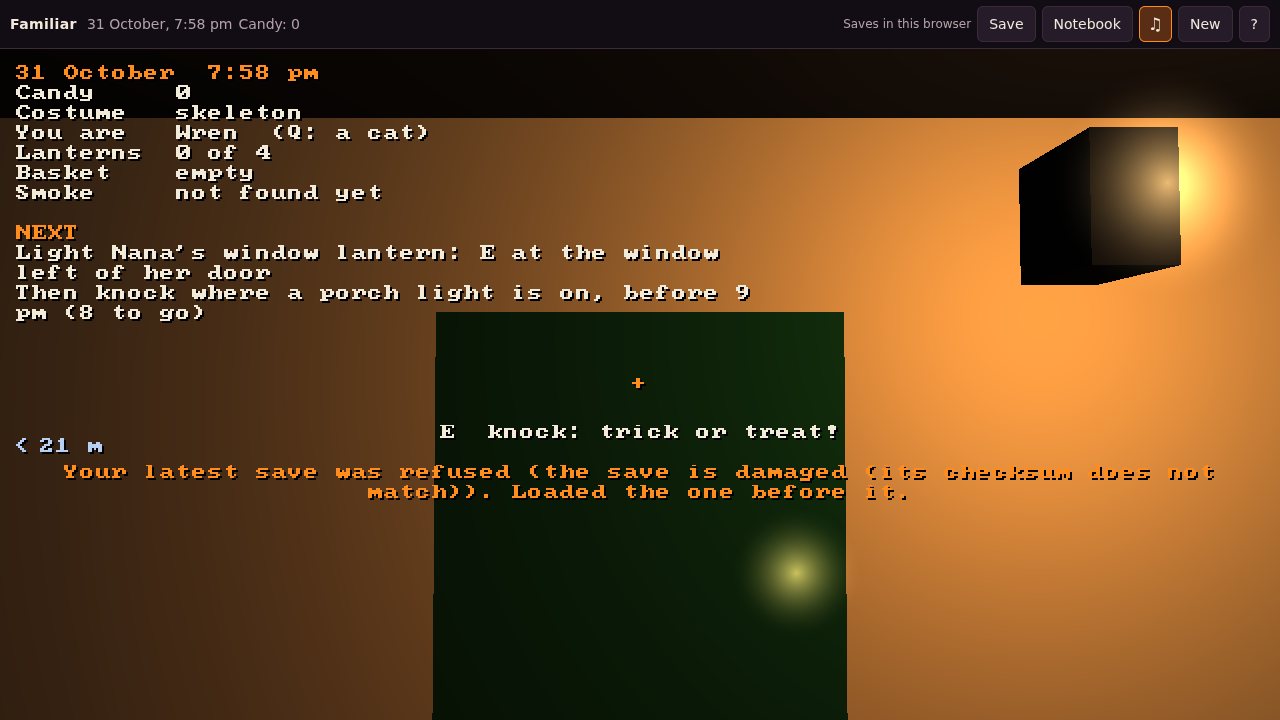 Familiar 31 October, 7:58 pm Candy: 0 Saves in this browser Save Notebook ♫ New ?
31 October 7:58 pm
Candy 0
Costume skeleton
You are Wren (Q: a cat)
Lanterns 0 of 4
Basket empty
Smoke not found yet
NEXT
Light Nana's window lantern: E at the window
left of her door
Then knock where a porch light is on, before 9
pm (8 to go)
+
E knock: trick or treat!
< 21 m
Your latest save was refused (the save is damaged (its checksum does not
match)). Loaded the one before it.